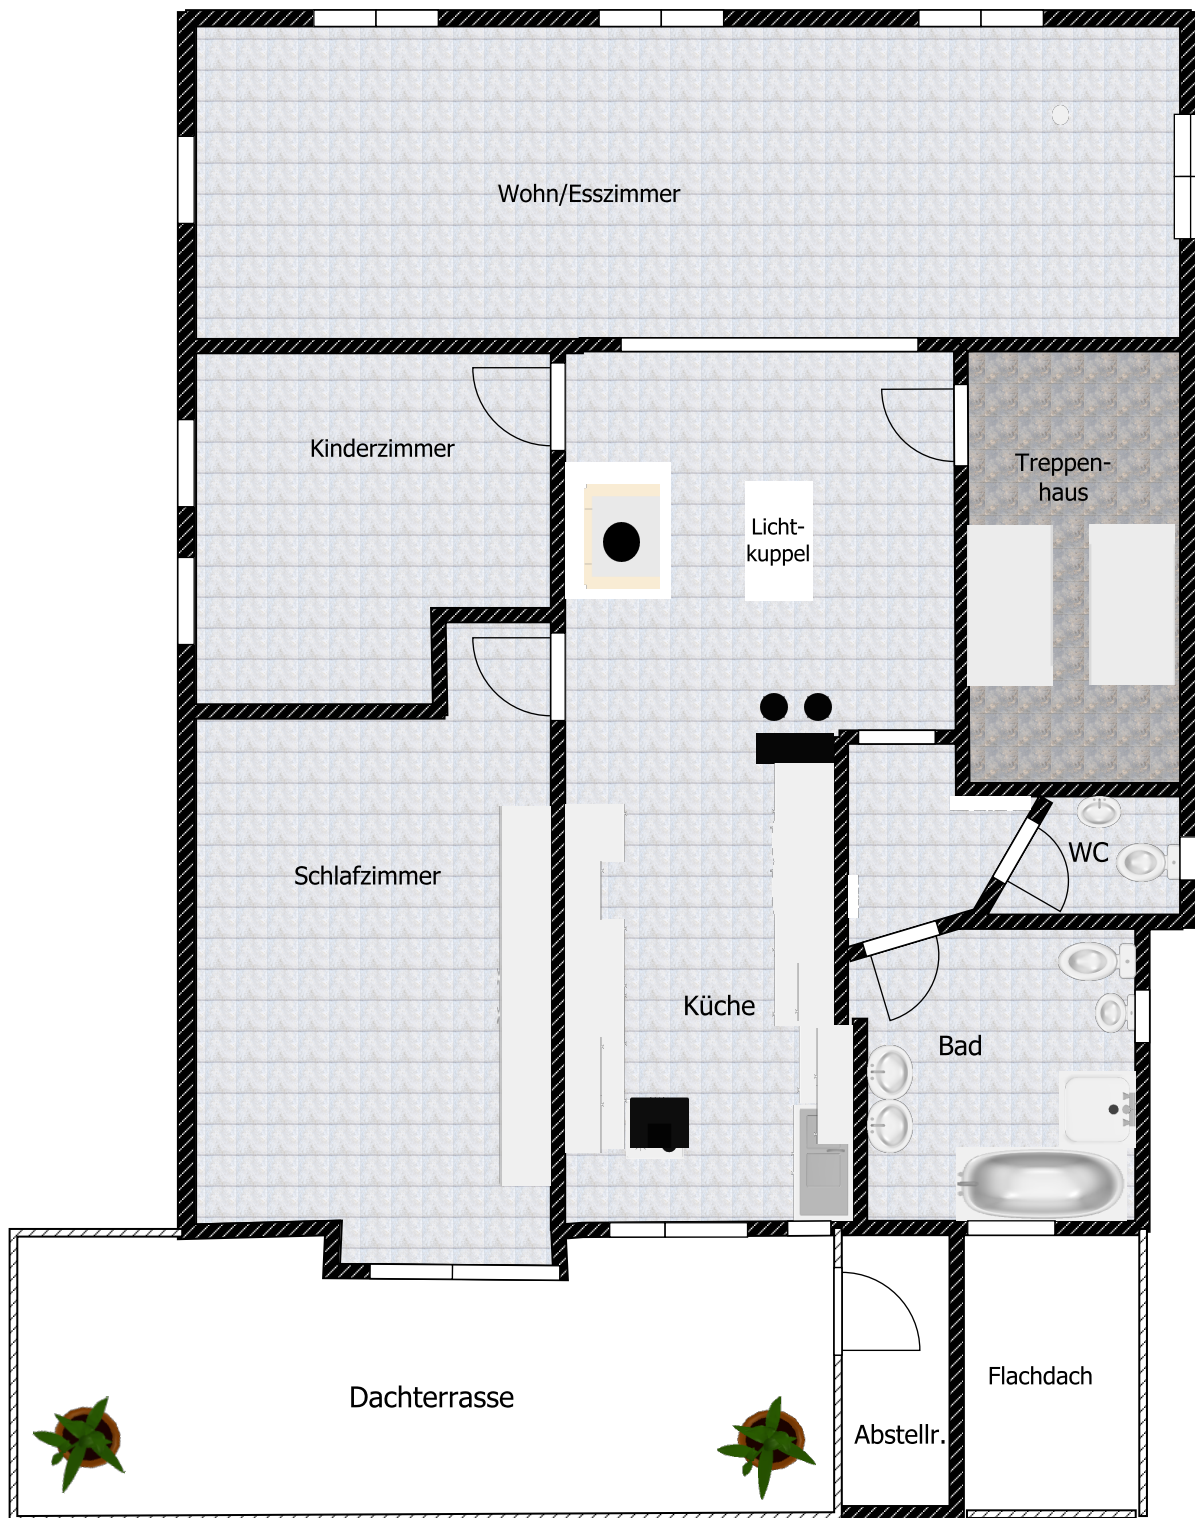 Wohn/Esszimmer
Kinderzimmer
Treppen-
haus
Licht-
kuppel
WC
Schlafzimmer
Küche
Bad
Flachdach
Dachterrasse
Abstellr.